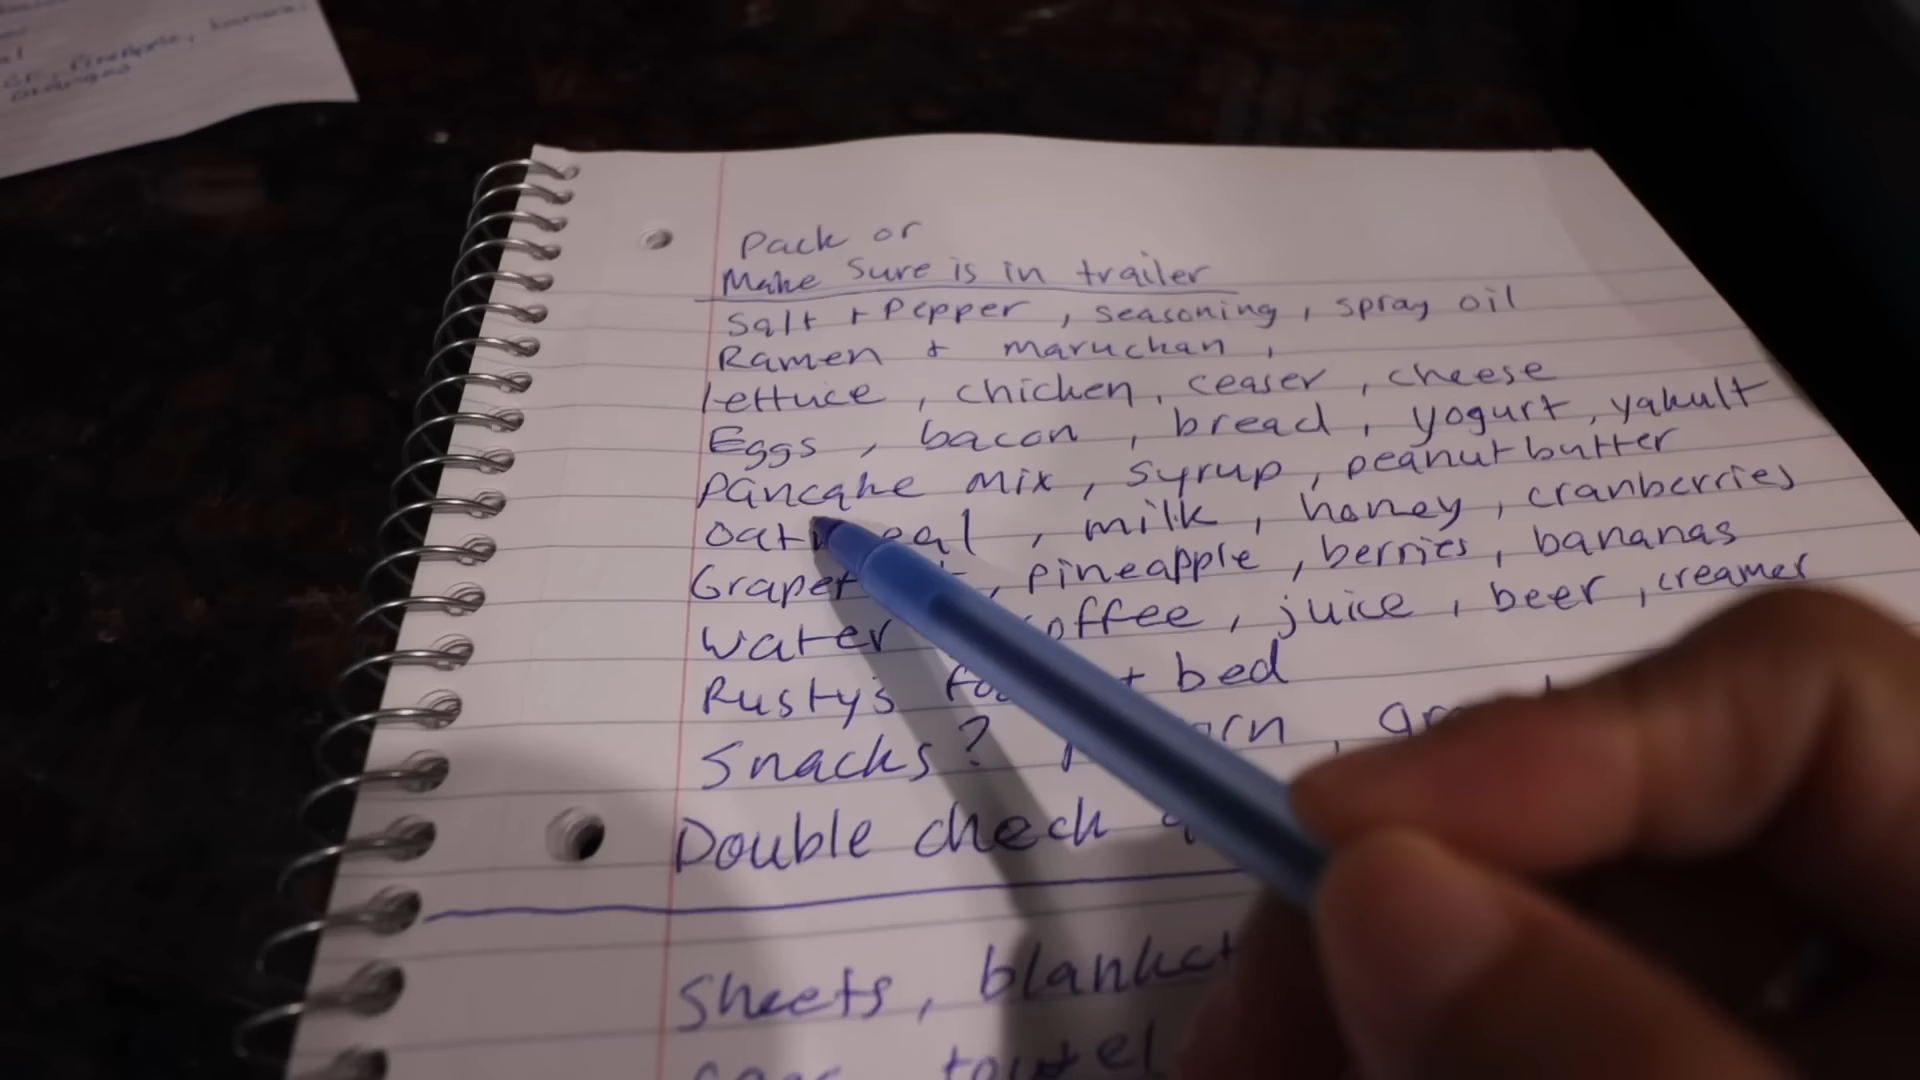 Pack or
Make Sure is in trailer
Salt + Pepper, seasoning, spray oil
Ramen + maruchan,
lettuce, chicken, ceaser, cheese
Eggs, bacon, bread, yogurt, yakult
Pancake mix, syrup, peanut butter
, milk, honey, cranberries
, pineapple, berries, bananas
Water coffee, juice, beer, creamer
Rusty's + bed
Snacks?
Double check
Sheets,
towel